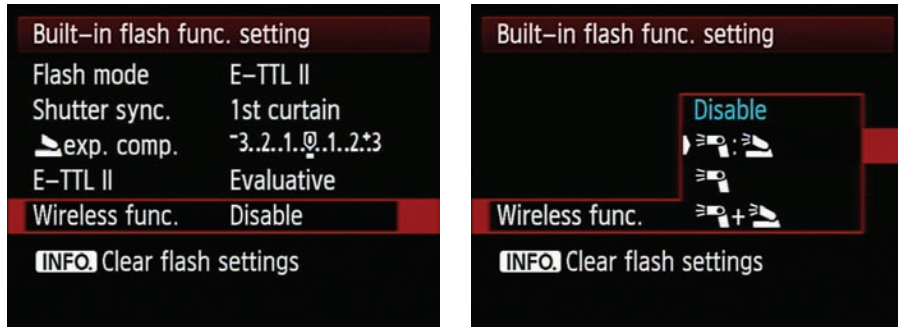 Built-in flash func. setting
Flash mode E-TTL II
Shutter sync. 1st curtain
exp. comp. -3..2..1..0..1..2..+3
E-TTL II Evaluative
Wireless func. Disable
INFO. Clear flash settings
Built-in flash func. setting
Disable
:
Wireless func. +
INFO. Clear flash settings